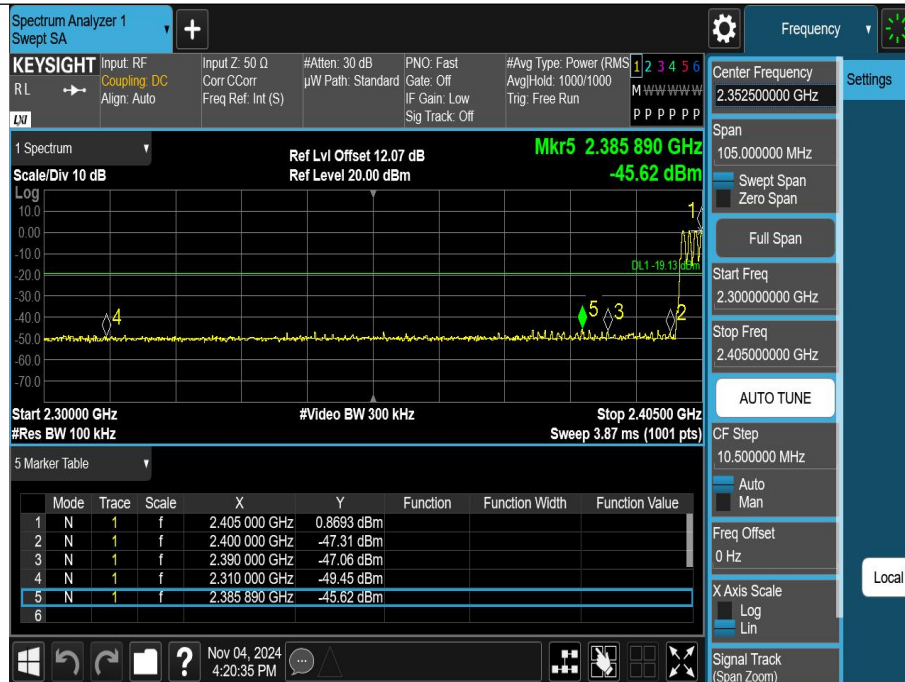 Spectrum Analyzer 1
Swept SA
+
Frequency
KEYSIGHT
RL
LXI
Input: RF
Coupling: DC
Align: Auto
Input Z: 50 Ω
Corr CCorr
Freq Ref: Int (S)
#Atten: 30 dB
µW Path: Standard
PNO: Fast
Gate: Off
IF Gain: Low
Sig Track: Off
#Avg Type: Power (RMS
Avg|Hold: 1000/1000
Trig: Free Run
1 2 3 4 5 6
M W W W W W
P P P P P P
1 Spectrum
Scale/Div 10 dB
Ref Lvl Offset 12.07 dB
Ref Level 20.00 dBm
Mkr5 2.385 890 GHz
-45.62 dBm
Log
10.0
0.00
-10.0
-20.0
-30.0
-40.0
-50.0
-60.0
-70.0
1
DL1 -19.13 dBm
4
5
3
2
Start 2.30000 GHz
#Res BW 100 kHz
#Video BW 300 kHz
Stop 2.40500 GHz
Sweep 3.87 ms (1001 pts)
5 Marker Table
Mode Trace Scale X Y Function Function Width Function Value
1 N 1 f 2.405 000 GHz 0.8693 dBm
2 N 1 f 2.400 000 GHz -47.31 dBm
3 N 1 f 2.390 000 GHz -47.06 dBm
4 N 1 f 2.310 000 GHz -49.45 dBm
5 N 1 f 2.385 890 GHz -45.62 dBm
6
?
Nov 04, 2024
4:20:35 PM
Center Frequency
2.352500000 GHz
Span
105.000000 MHz
Swept Span
Zero Span
Full Span
Start Freq
2.300000000 GHz
Stop Freq
2.405000000 GHz
AUTO TUNE
CF Step
10.500000 MHz
Auto
Man
Freq Offset
0 Hz
X Axis Scale
Log
Lin
Signal Track
(Span Zoom)
Settings
Local